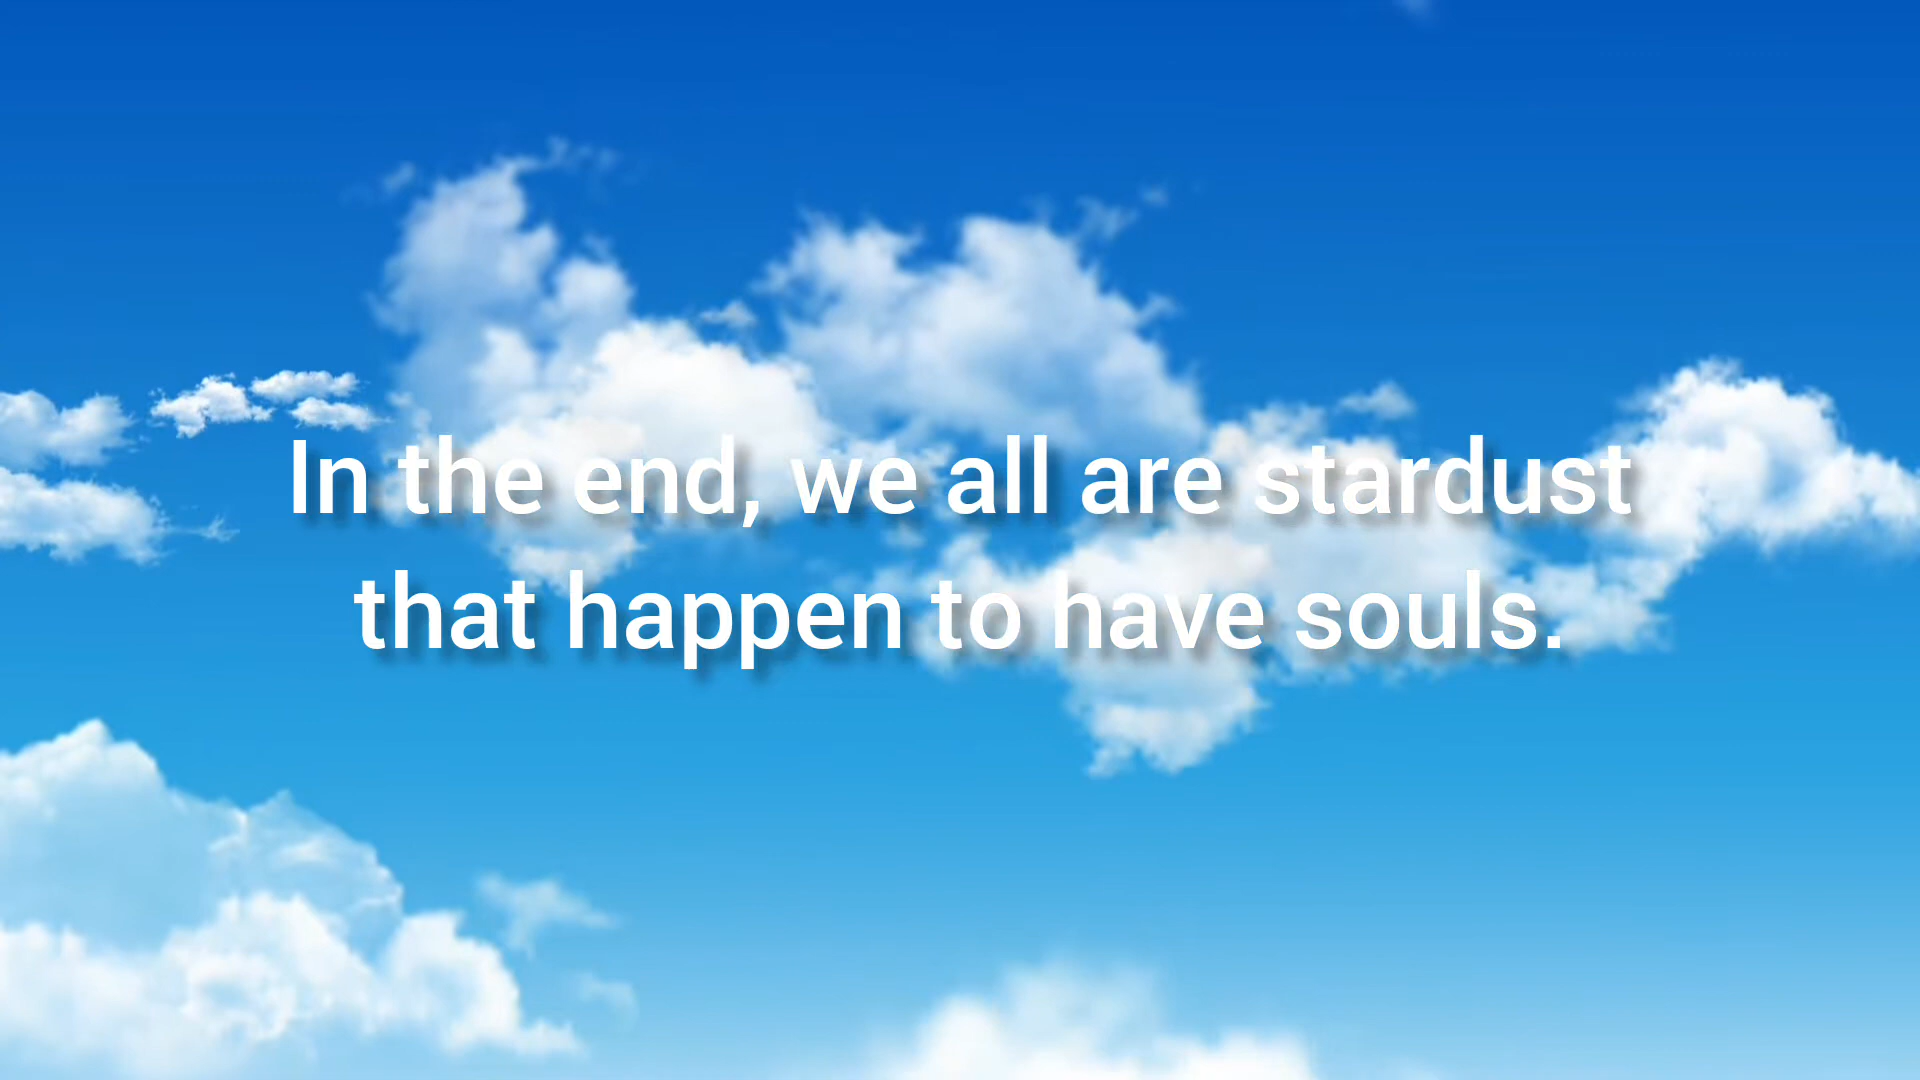 In the end, we all are stardust
that happen to have souls.